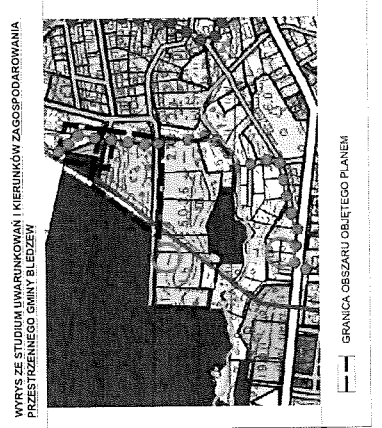 WYRYS ZE STUDIUM UWARUNKOWAŃ I KIERUNKÓW ZAGOSPODAROWANIA
PRZESTRZENNEGO GMINY BLEDZEW
GRANICA OBSZARU OBJĘTEGO PLANEM